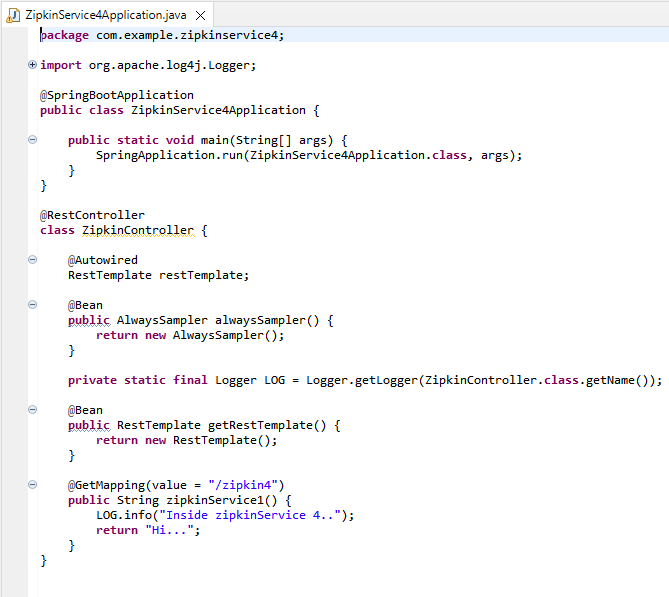 ZipkinService4Application.java
package com.example.zipkinservice4;
import org.apache.log4j.Logger;
@SpringBootApplication
public class ZipkinService4Application {
public static void main(String[] args) {
SpringApplication.run(ZipkinService4Application.class, args);
}
}
@RestController
class ZipkinController {
@Autowired
RestTemplate restTemplate;
@Bean
public AlwaysSampler alwaysSampler() {
return new AlwaysSampler();
}
private static final Logger LOG = Logger.getLogger(ZipkinController.class.getName());
@Bean
public RestTemplate getRestTemplate() {
return new RestTemplate();
}
@GetMapping(value = "/zipkin4")
public String zipkinService1() {
LOG.info("Inside zipkinService 4..");
return "Hi...";
}
}